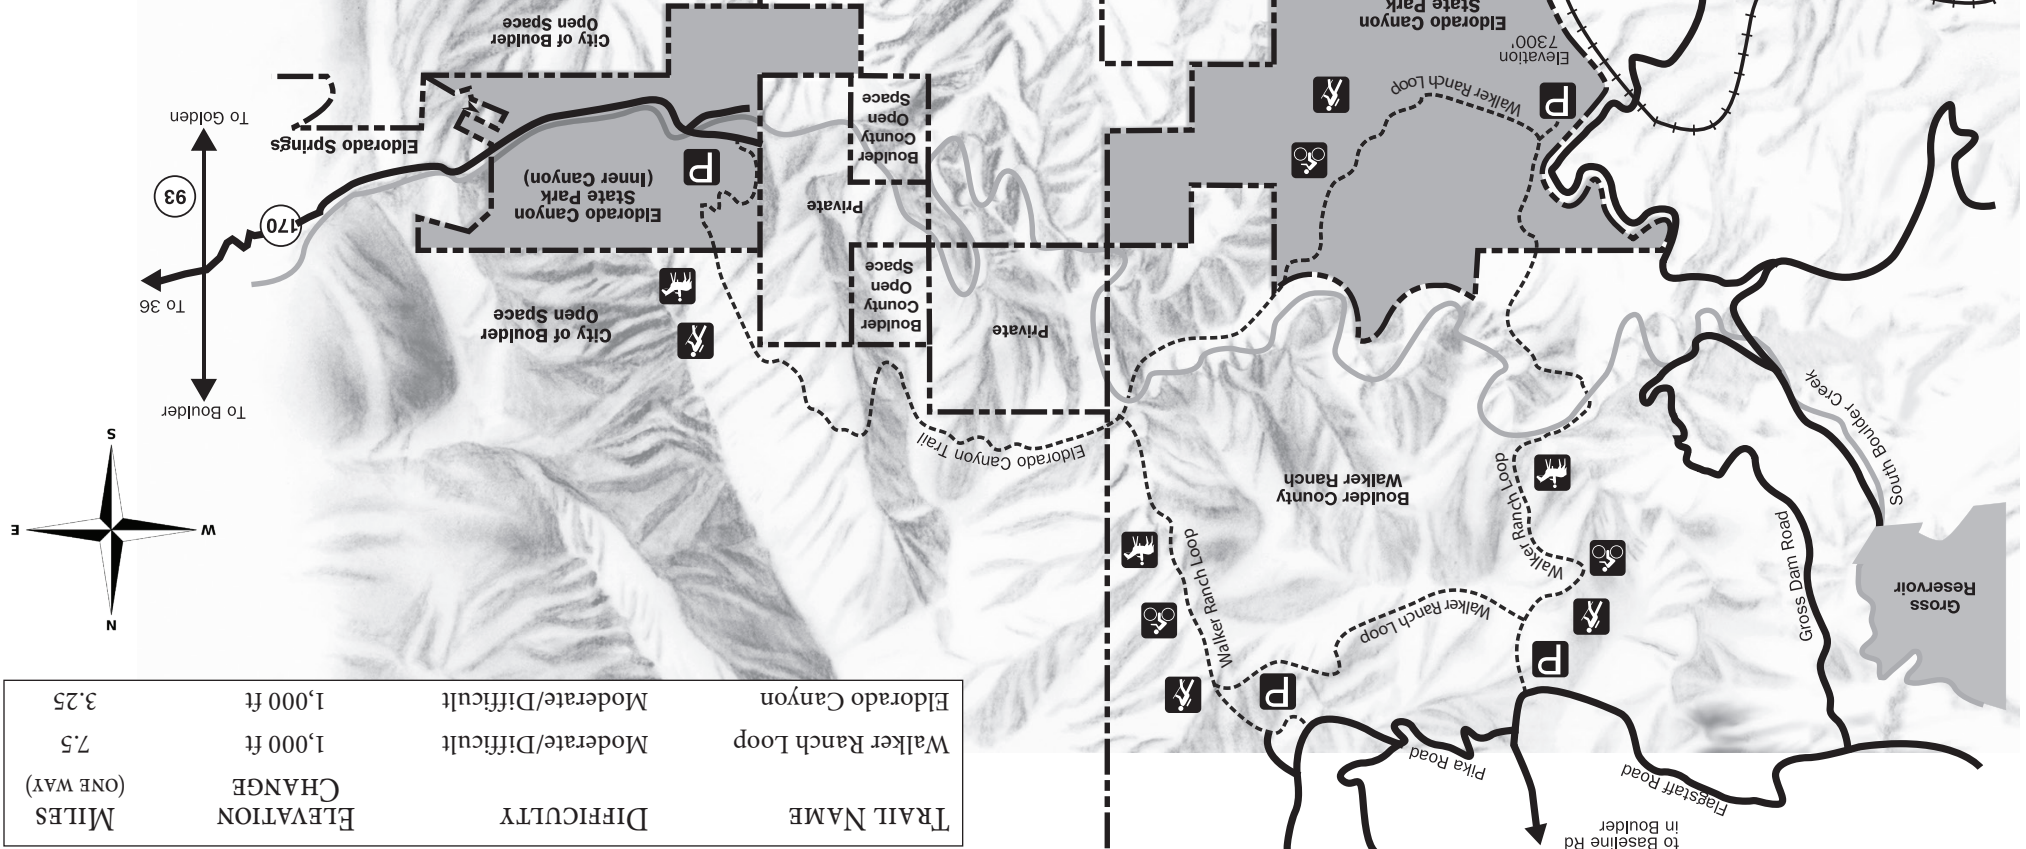 to Baseline Rd
in Boulder
Flagstaff Road
Pika Road
TRAIL NAME
DIFFICULTY
ELEVATION
CHANGE
MILES
(ONE WAY)
Walker Ranch Loop
Moderate/Difficult
1,000 ft
7.5
Eldorado Canyon
Moderate/Difficult
1,000 ft
3.25
P
P
Gross
Reservoir
Gross Dam Road
Walker Ranch Loop
Walker Ranch Loop
Walker Ranch Loop
Walker Ranch Loop
N
W
E
S
South Boulder Creek
Boulder County
Walker Ranch
Eldorado Canyon Trail
To Boulder
Private
Boulder
County
Open
Space
City of Boulder
Open Space
To 36
170
93
Private
Eldorado Canyon
State Park
(Inner Canyon)
P
Eldorado Springs
To Golden
Boulder
County
Open
Space
P
Walker Ranch Loop
Elevation
7300'
Eldorado Canyon
State Park
City of Boulder
Open Space